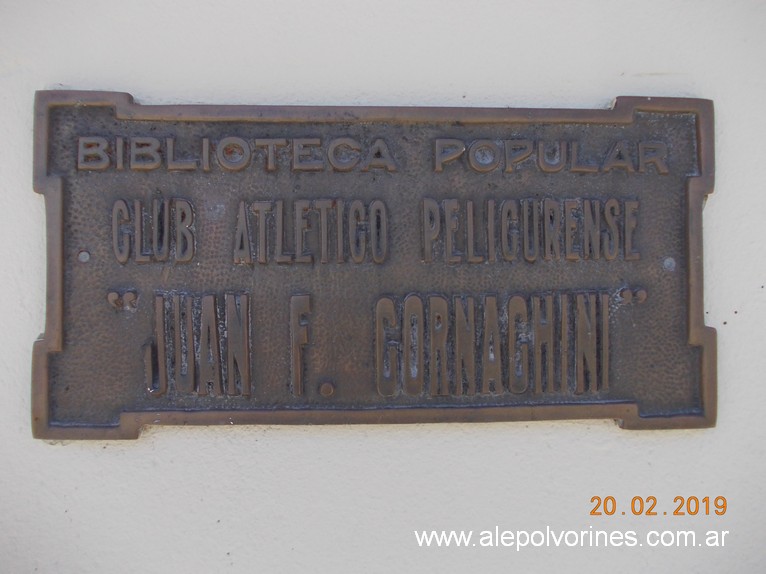 BIBLIOTECA POPULAR
CLUB ATLETICO PELIGURENSE
"JUAN F. CORNACHINI"
20.02.2019
www.alepolvorines.com.ar